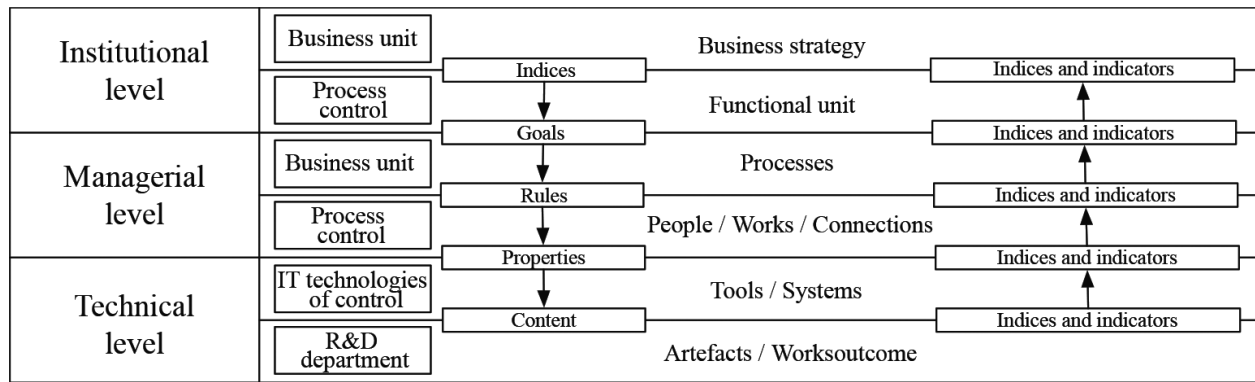 Institutional
level
Business unit
Business strategy
Indices
Indices and indicators
Process
control
Functional unit
Goals
Indices and indicators
Managerial
level
Business unit
Processes
Rules
Indices and indicators
Process
control
People / Works / Connections
Properties
Indices and indicators
Technical
level
IT technologies
of control
Tools / Systems
Content
Indices and indicators
R&D
department
Artefacts / Worksoutcome